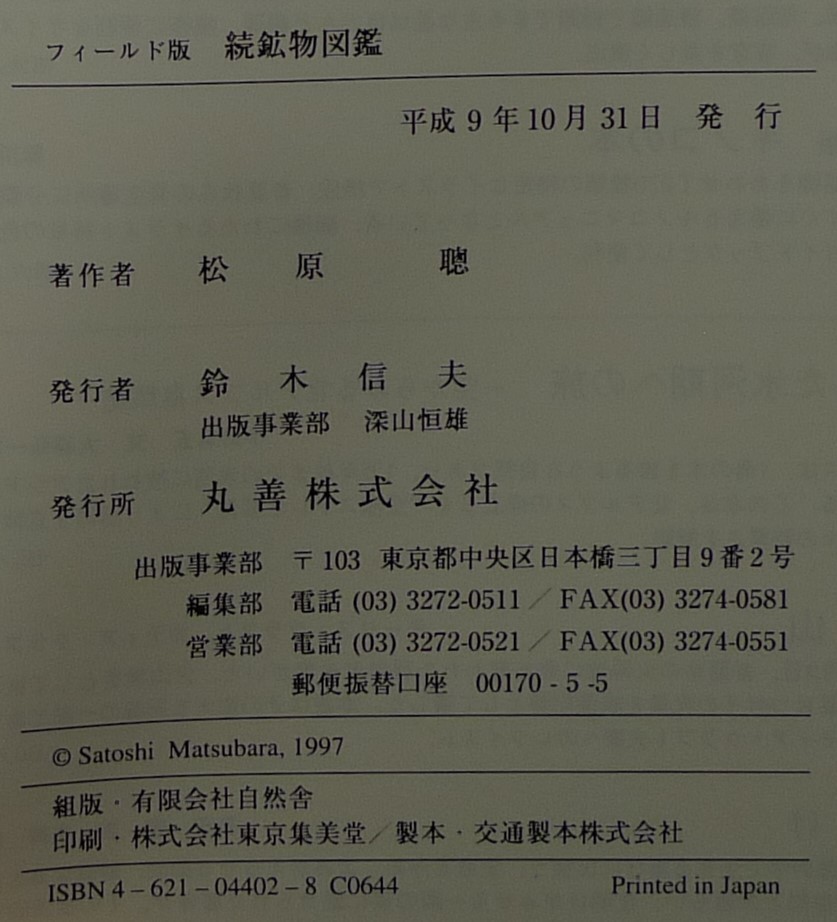 フィールド版 続鉱物図鑑
平成 9 年 10 月 31 日 発 行
著作者 松 原 聰
発行者 鈴 木 信 夫
出版事業部 深山恒雄
発行所 丸善株式会社
出版事業部 〒103 東京都中央区日本橋三丁目9番2号
編集部 電話 (03) 3272-0511 ／ FAX(03) 3274-0581
営業部 電話 (03) 3272-0521 ／ FAX(03) 3274-0551
郵便振替口座 00170 - 5 -5
© Satoshi Matsubara, 1997
組版・有限会社自然舎
印刷・株式会社東京集美堂／製本・交通製本株式会社
ISBN 4 – 621 – 04402 – 8 C0644 Printed in Japan